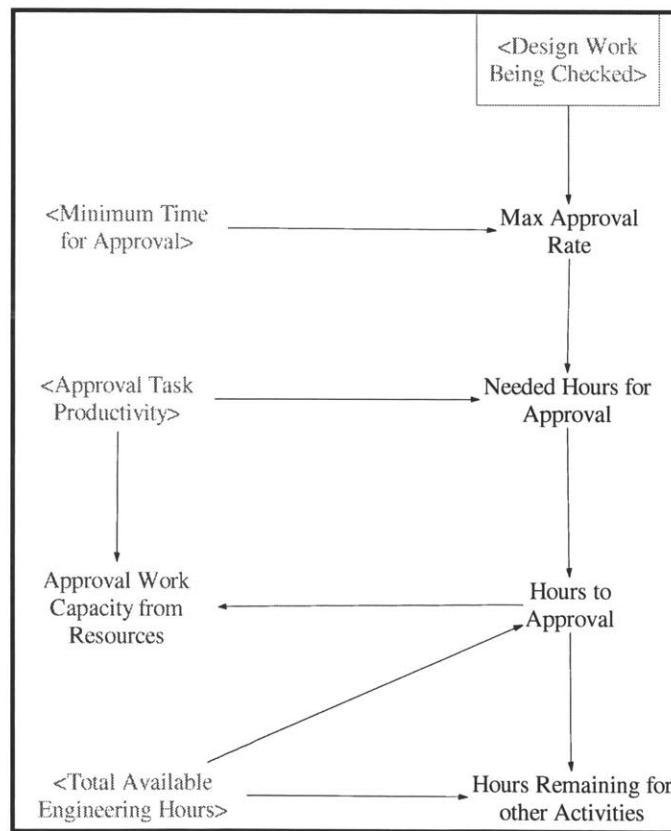 <Design Work
Being Checked>
<Minimum Time
for Approval>
Max Approval
Rate
<Approval Task
Productivity>
Needed Hours for
Approval
Approval Work
Capacity from
Resources
Hours to
Approval
<Total Available
Engineering Hours>
Hours Remaining for
other Activities